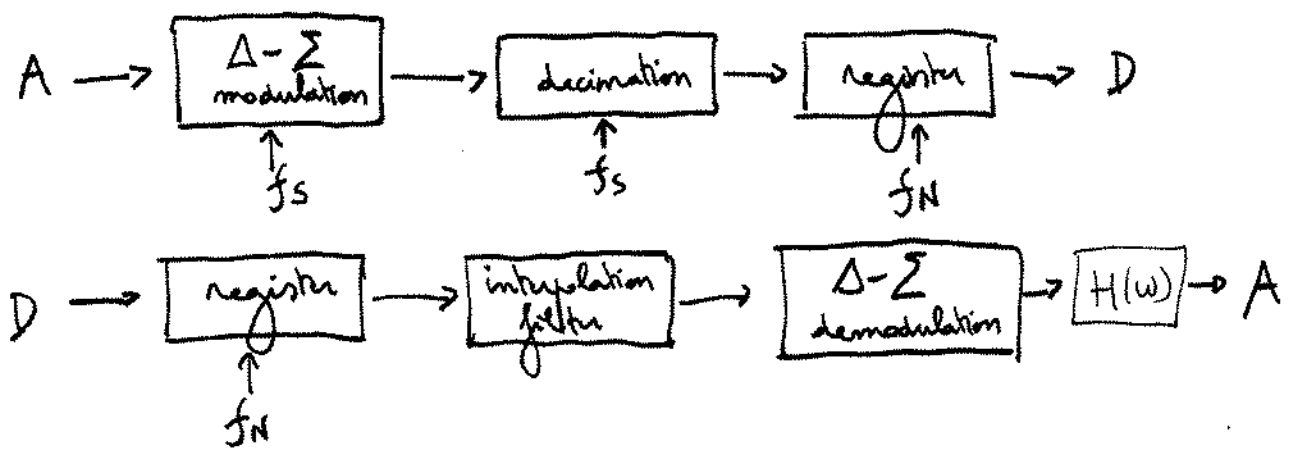 A → Δ-Σ modulation → decimation → register → D
fs fs fN
D → register → interpolation filter → Δ-Σ demodulation → H(ω) → A
fN